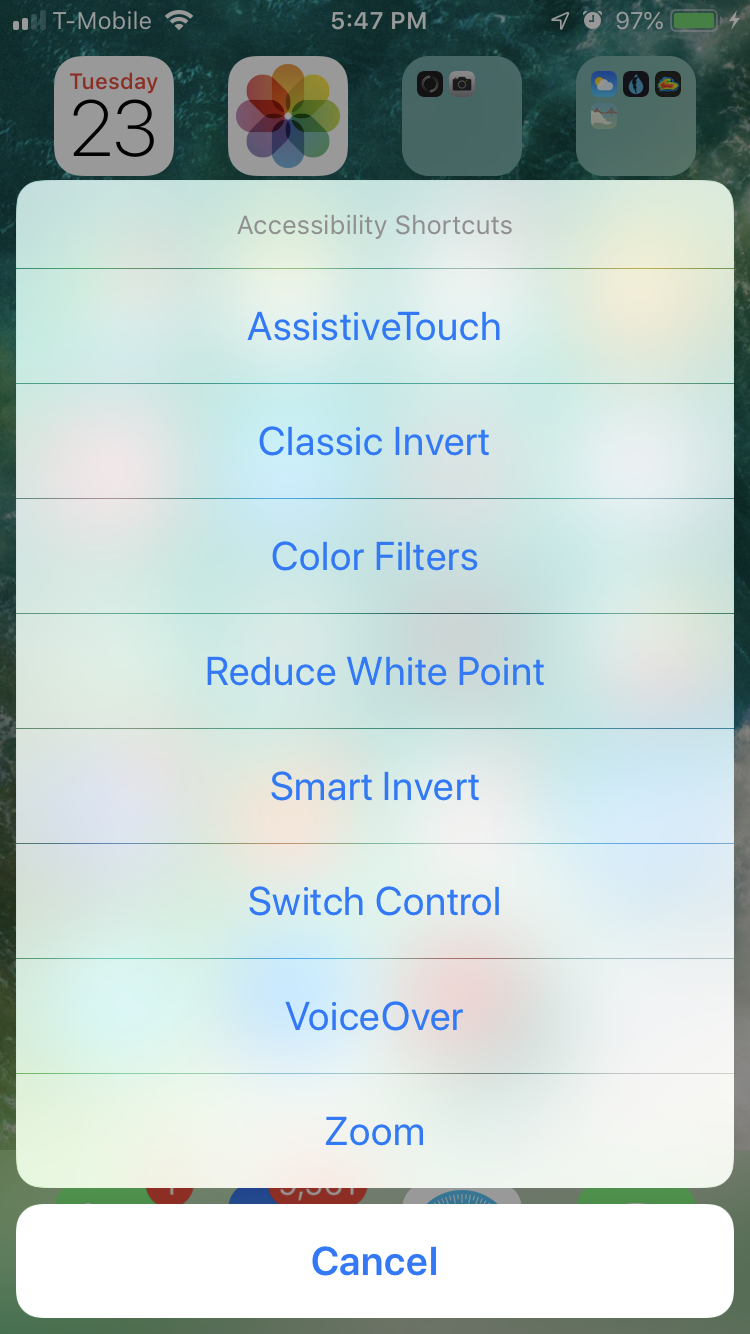 T-Mobile 5:47 PM 97%
Tuesday
23
Accessibility Shortcuts
AssistiveTouch
Classic Invert
Color Filters
Reduce White Point
Smart Invert
Switch Control
VoiceOver
Zoom
Cancel